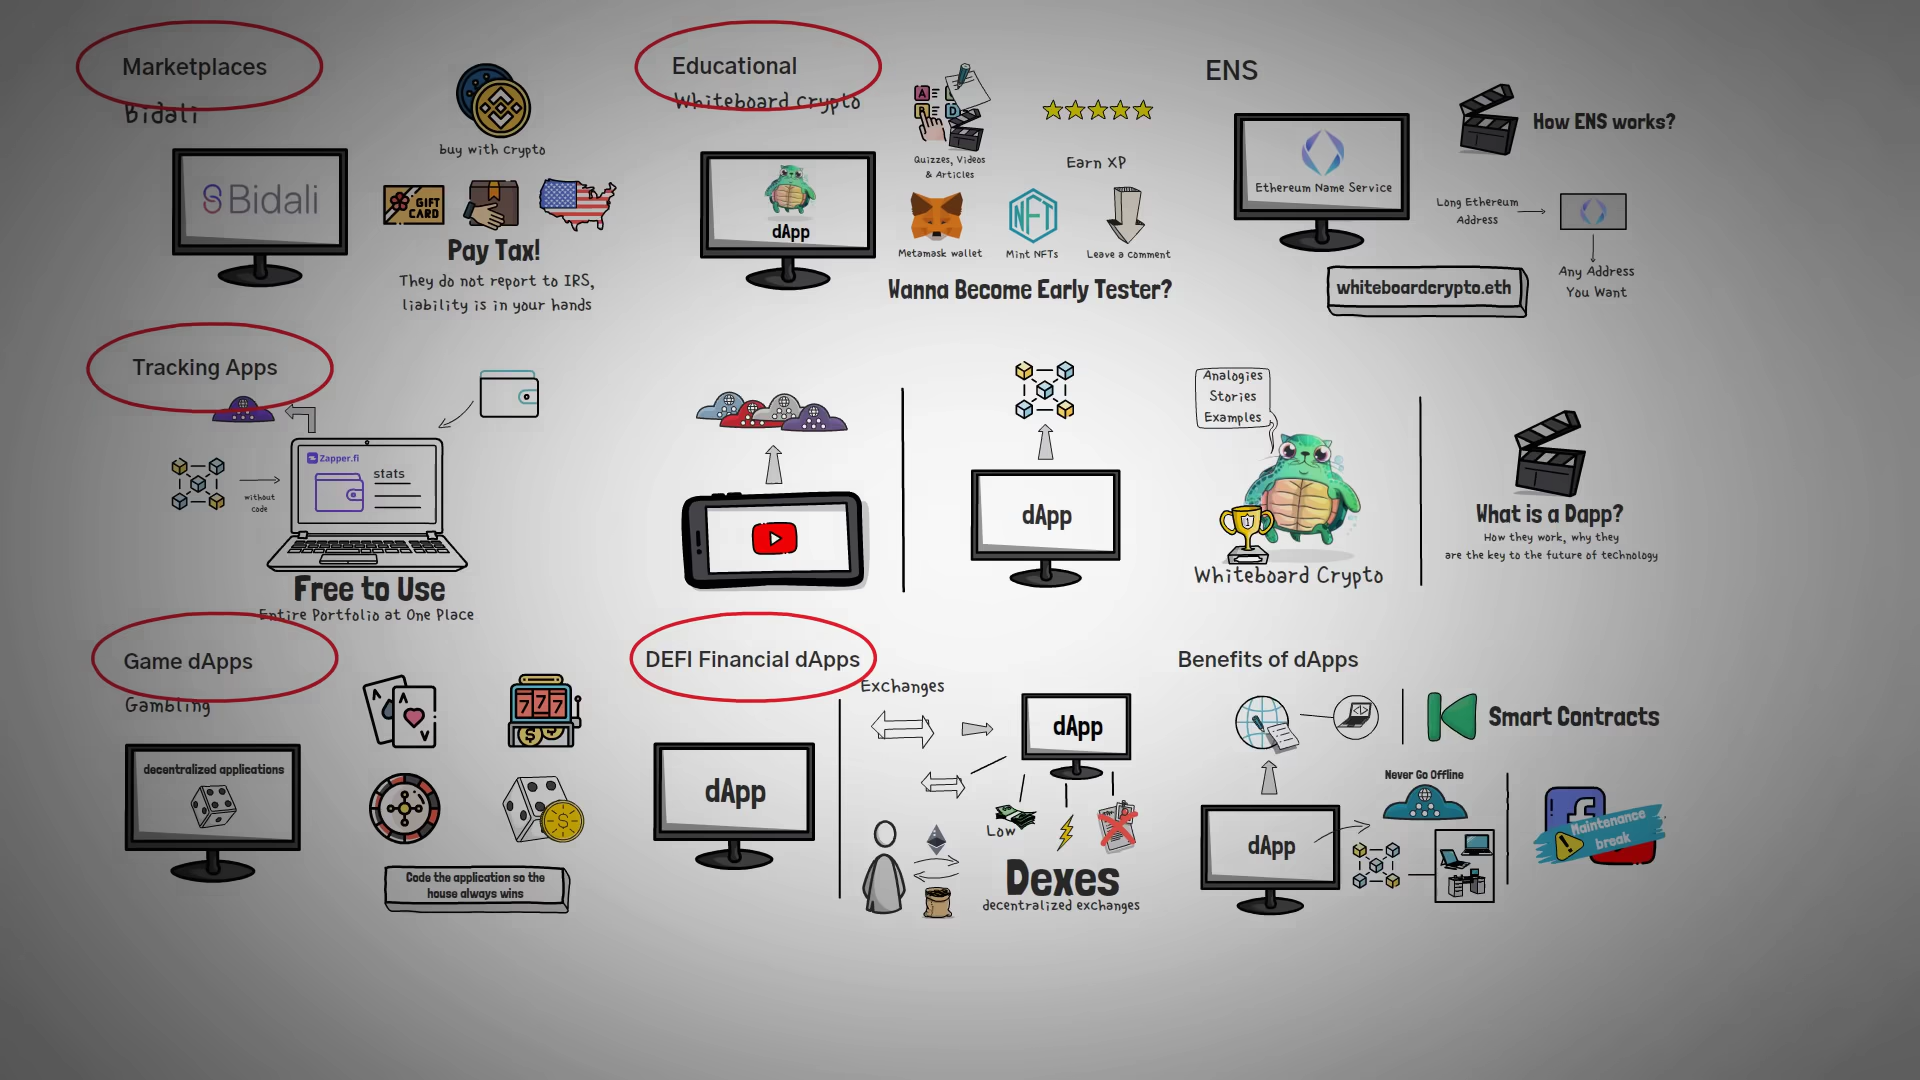 Marketplaces
Bidali
Bidali
buy with Crypto
GIFT
CARD
Pay Tax!
They do not report to IRS,
liability is in your hands
Educational
Whiteboard Crypto
dApp
A
B
D
Quizzes, Videos
& Articles
Earn XP
NFT
Metamask wallet
Mint NFTs
Leave a comment
Wanna Become Early Tester?
ENS
Ethereum Name Service
How ENS works?
Long Ethereum
Address
Any Address
You Want
whiteboardcrypto.eth
Tracking Apps
without
code
Zapper.fi
stats
Free to Use
Entire Portfolio at One Place
dApp
Analogies
Stories
Examples
1
Whiteboard Crypto
What is a Dapp?
How they work, why they
are the key to the future of technology
Game dApps
Gambling
decentralized applications
A
A
A
777
$ $
$
Code the application so the
house always wins
DEFI Financial dApps
dApp
Exchanges
dApp
Low
Dexes
decentralized exchanges
Benefits of dApps
Smart Contracts
dApp
Never Go Offline
f
Maintenance
break